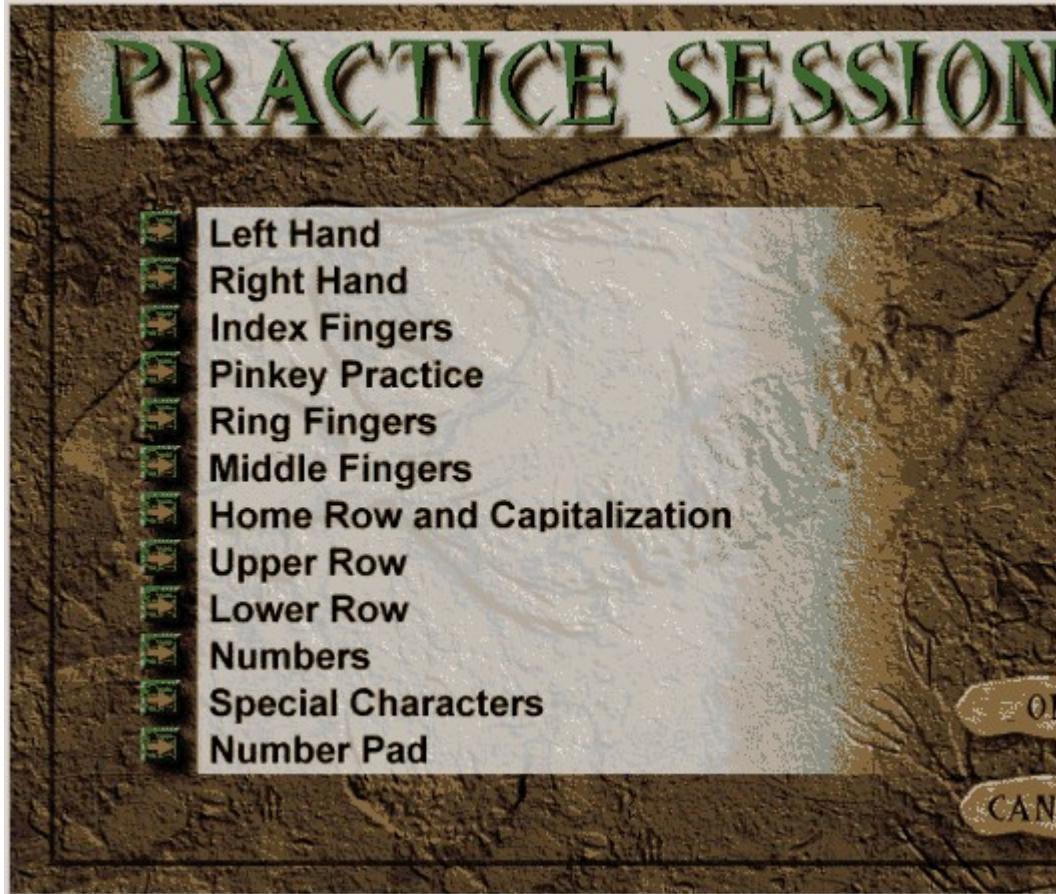 PRACTICE SESSION
Left Hand
Right Hand
Index Fingers
Pinkey Practice
Ring Fingers
Middle Fingers
Home Row and Capitalization
Upper Row
Lower Row
Numbers
Special Characters
Number Pad
CAN